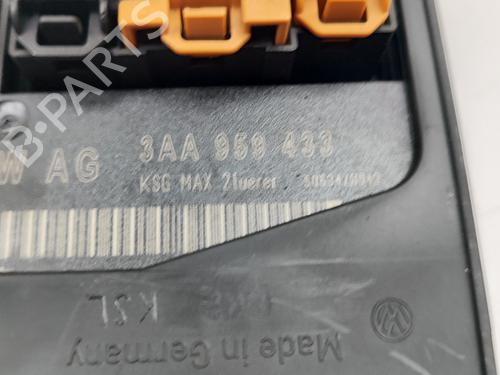 W AG 3AA 959 433
KSG MAX 2tuerer
KSL
Made in Germany
B-PARTS